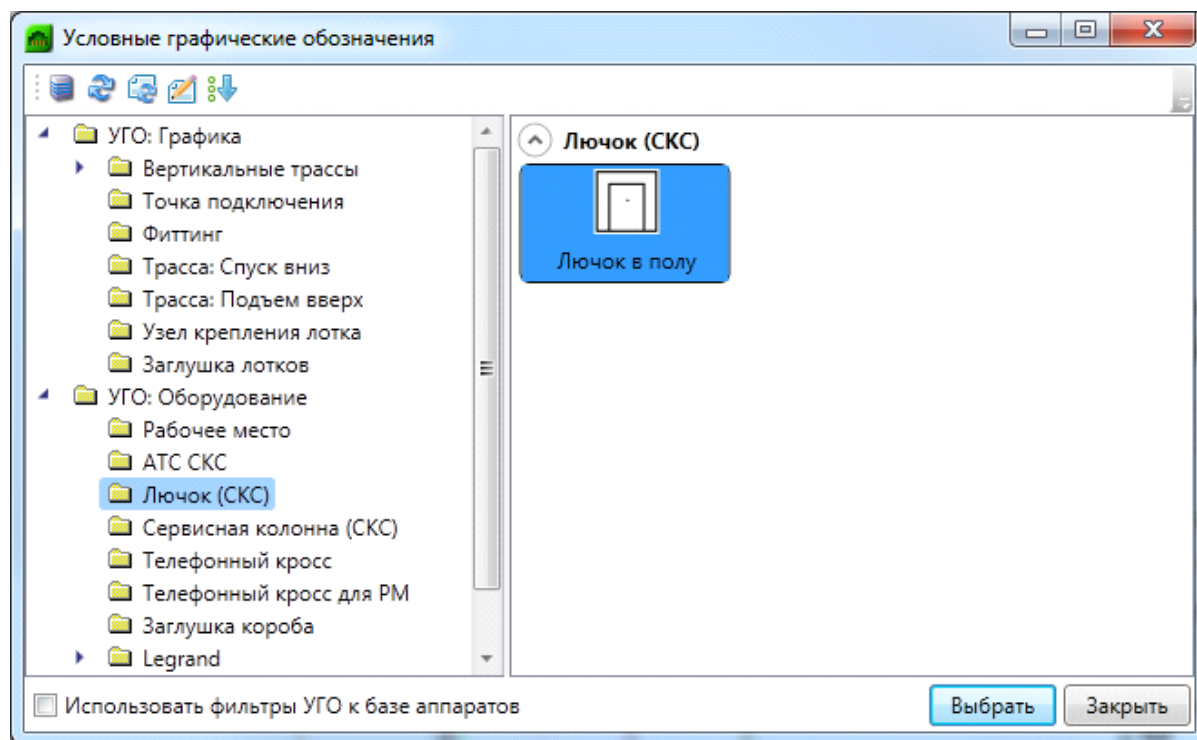 Условные графические обозначения
УГО: Графика
Вертикальные трассы
Точка подключения
Фиттинг
Трасса: Спуск вниз
Трасса: Подъем вверх
Узел крепления лотка
Заглушка лотков
УГО: Оборудование
Рабочее место
АТС СКС
Лючок (СКС)
Сервисная колонна (СКС)
Телефонный кросс
Телефонный кросс для РМ
Заглушка короба
Legrand
Лючок (СКС)
Лючок в полу
Использовать фильтры УГО к базе аппаратов
Выбрать
Закрыть